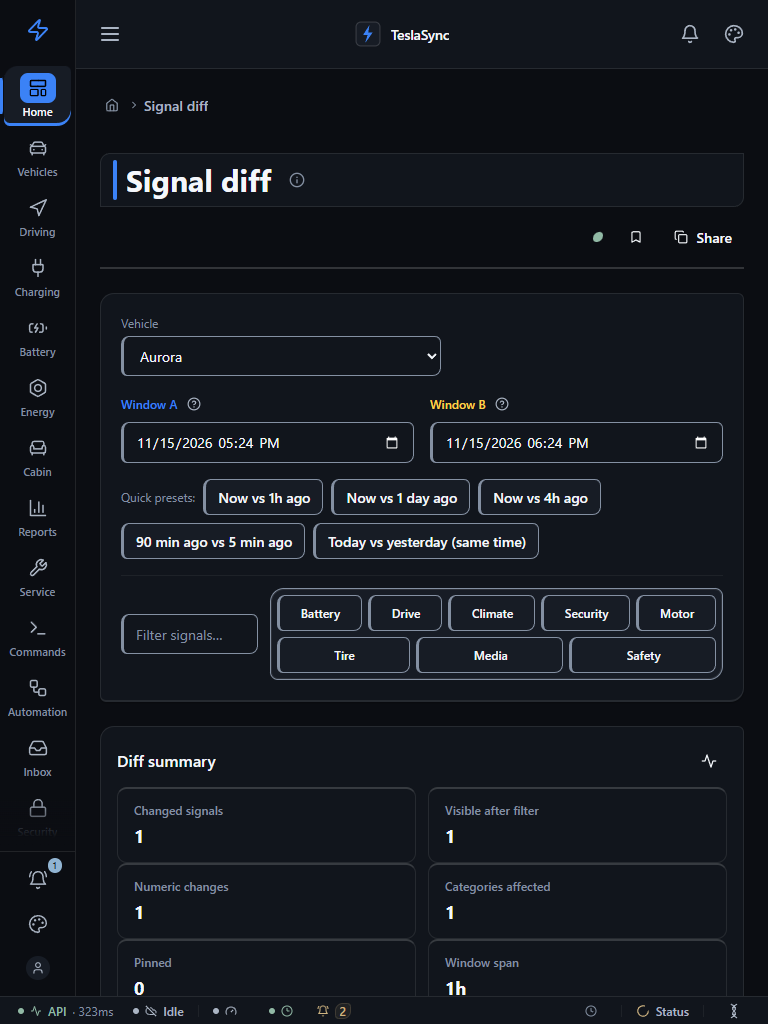 TeslaSync
Home
Vehicles
Driving
Charging
Battery
Energy
Cabin
Reports
Service
Commands
Automation
Inbox
Security
1
Signal diff
Signal diff
Share
Vehicle
Aurora
Window A
Window B
11/15/2026 05:24 PM
11/15/2026 06:24 PM
Quick presets: Now vs 1h ago Now vs 1 day ago Now vs 4h ago
90 min ago vs 5 min ago Today vs yesterday (same time)
Filter signals...
Battery Drive Climate Security Motor
Tire Media Safety
Diff summary
Changed signals
1
Visible after filter
1
Numeric changes
1
Categories affected
1
Pinned
0
Window span
1h
API · 323ms Idle 2 Status